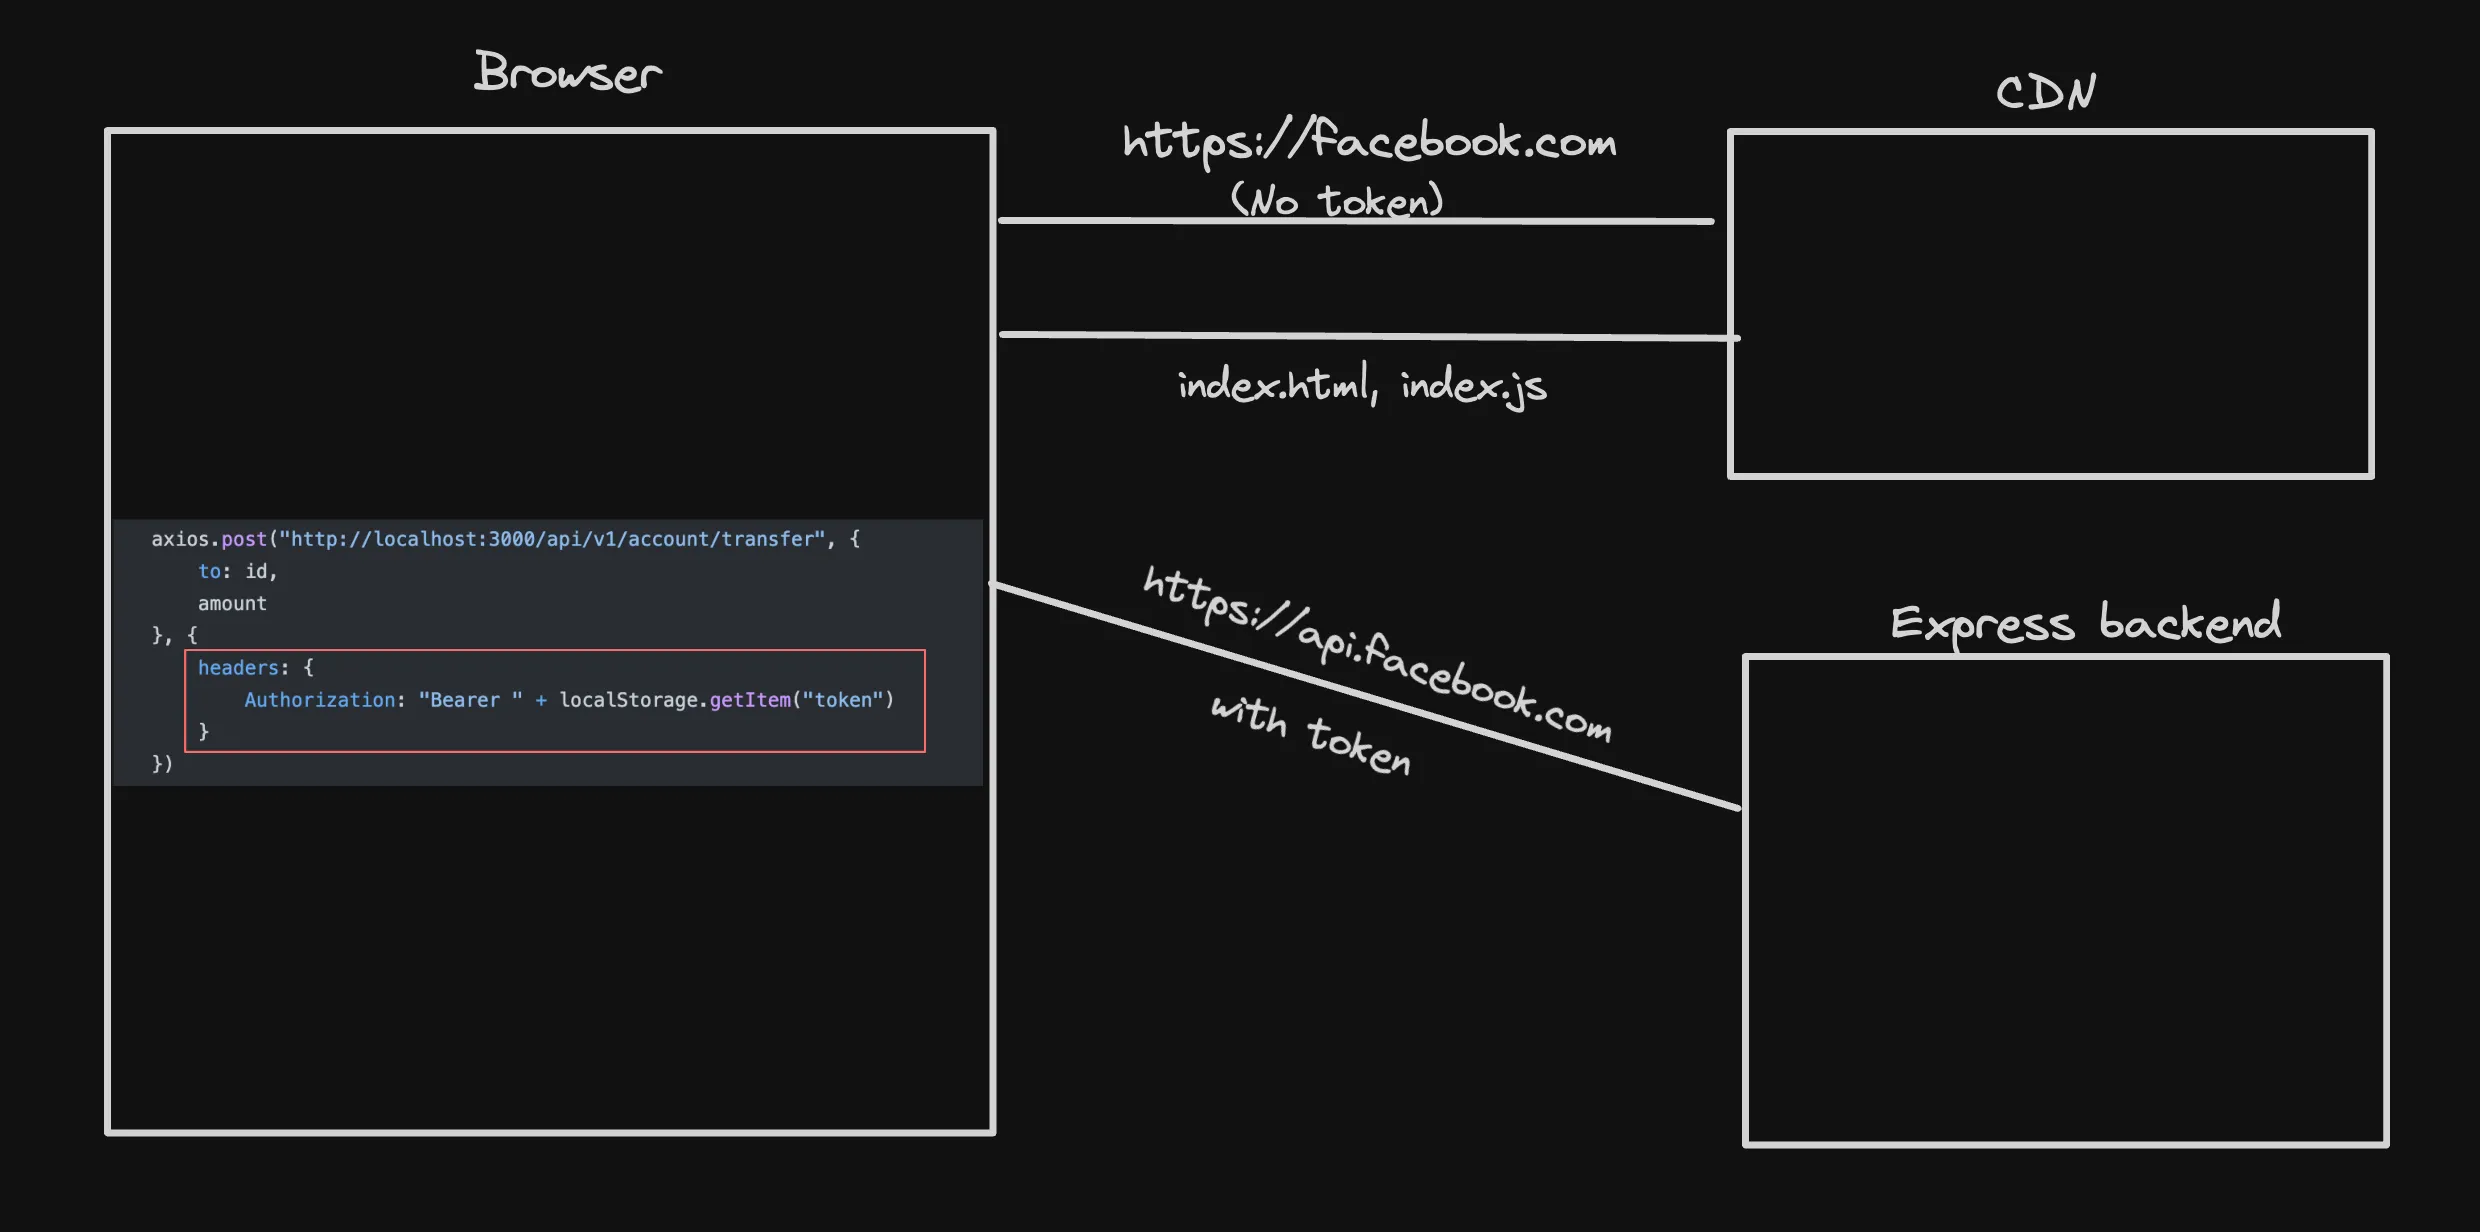 Browser
CDN
https://facebook.com
(No token)
index.html, index.js
axios.post("http://localhost:3000/api/v1/account/transfer", {
    to: id,
    amount
}, {
    headers: {
        Authorization: "Bearer " + localStorage.getItem("token")
    }
})
https://api.facebook.com
with token
Express backend